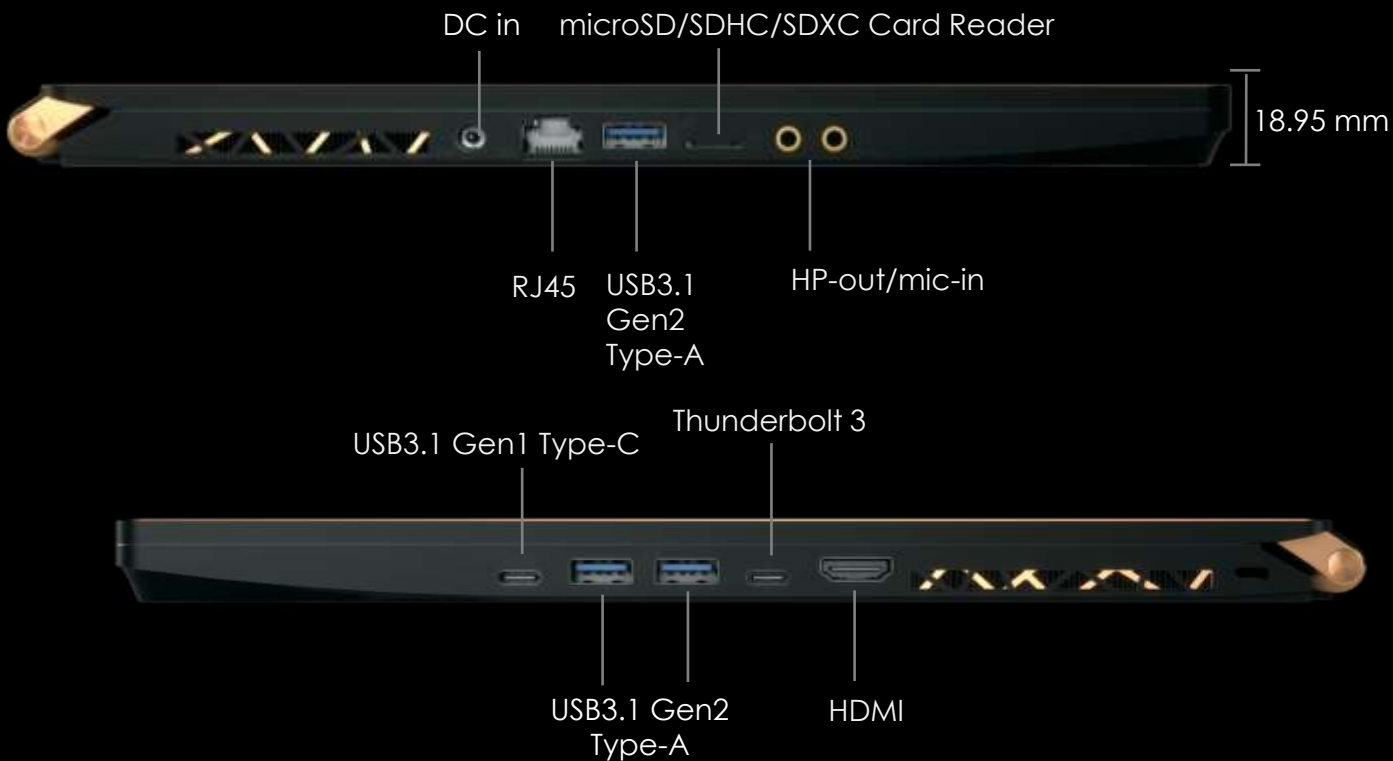 DC in
microSD/SDHC/SDXC Card Reader
18.95 mm
RJ45
USB3.1
Gen2
Type-A
HP-out/mic-in
Thunderbolt 3
USB3.1 Gen1 Type-C
USB3.1 Gen2
Type-A
HDMI